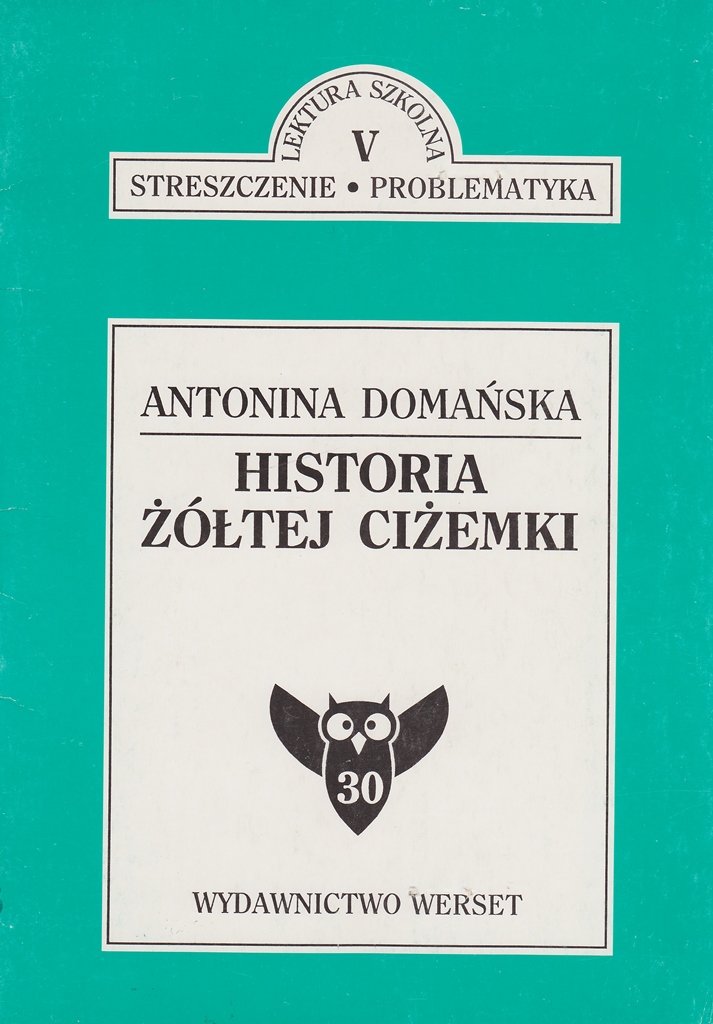 LEKTURA SZKOLNA
V
STRESZCZENIE • PROBLEMATYKA
ANTONINA DOMAŃSKA
HISTORIA
ŻÓŁTEJ CIŻEMKI
30
WYDAWNICTWO WERSET